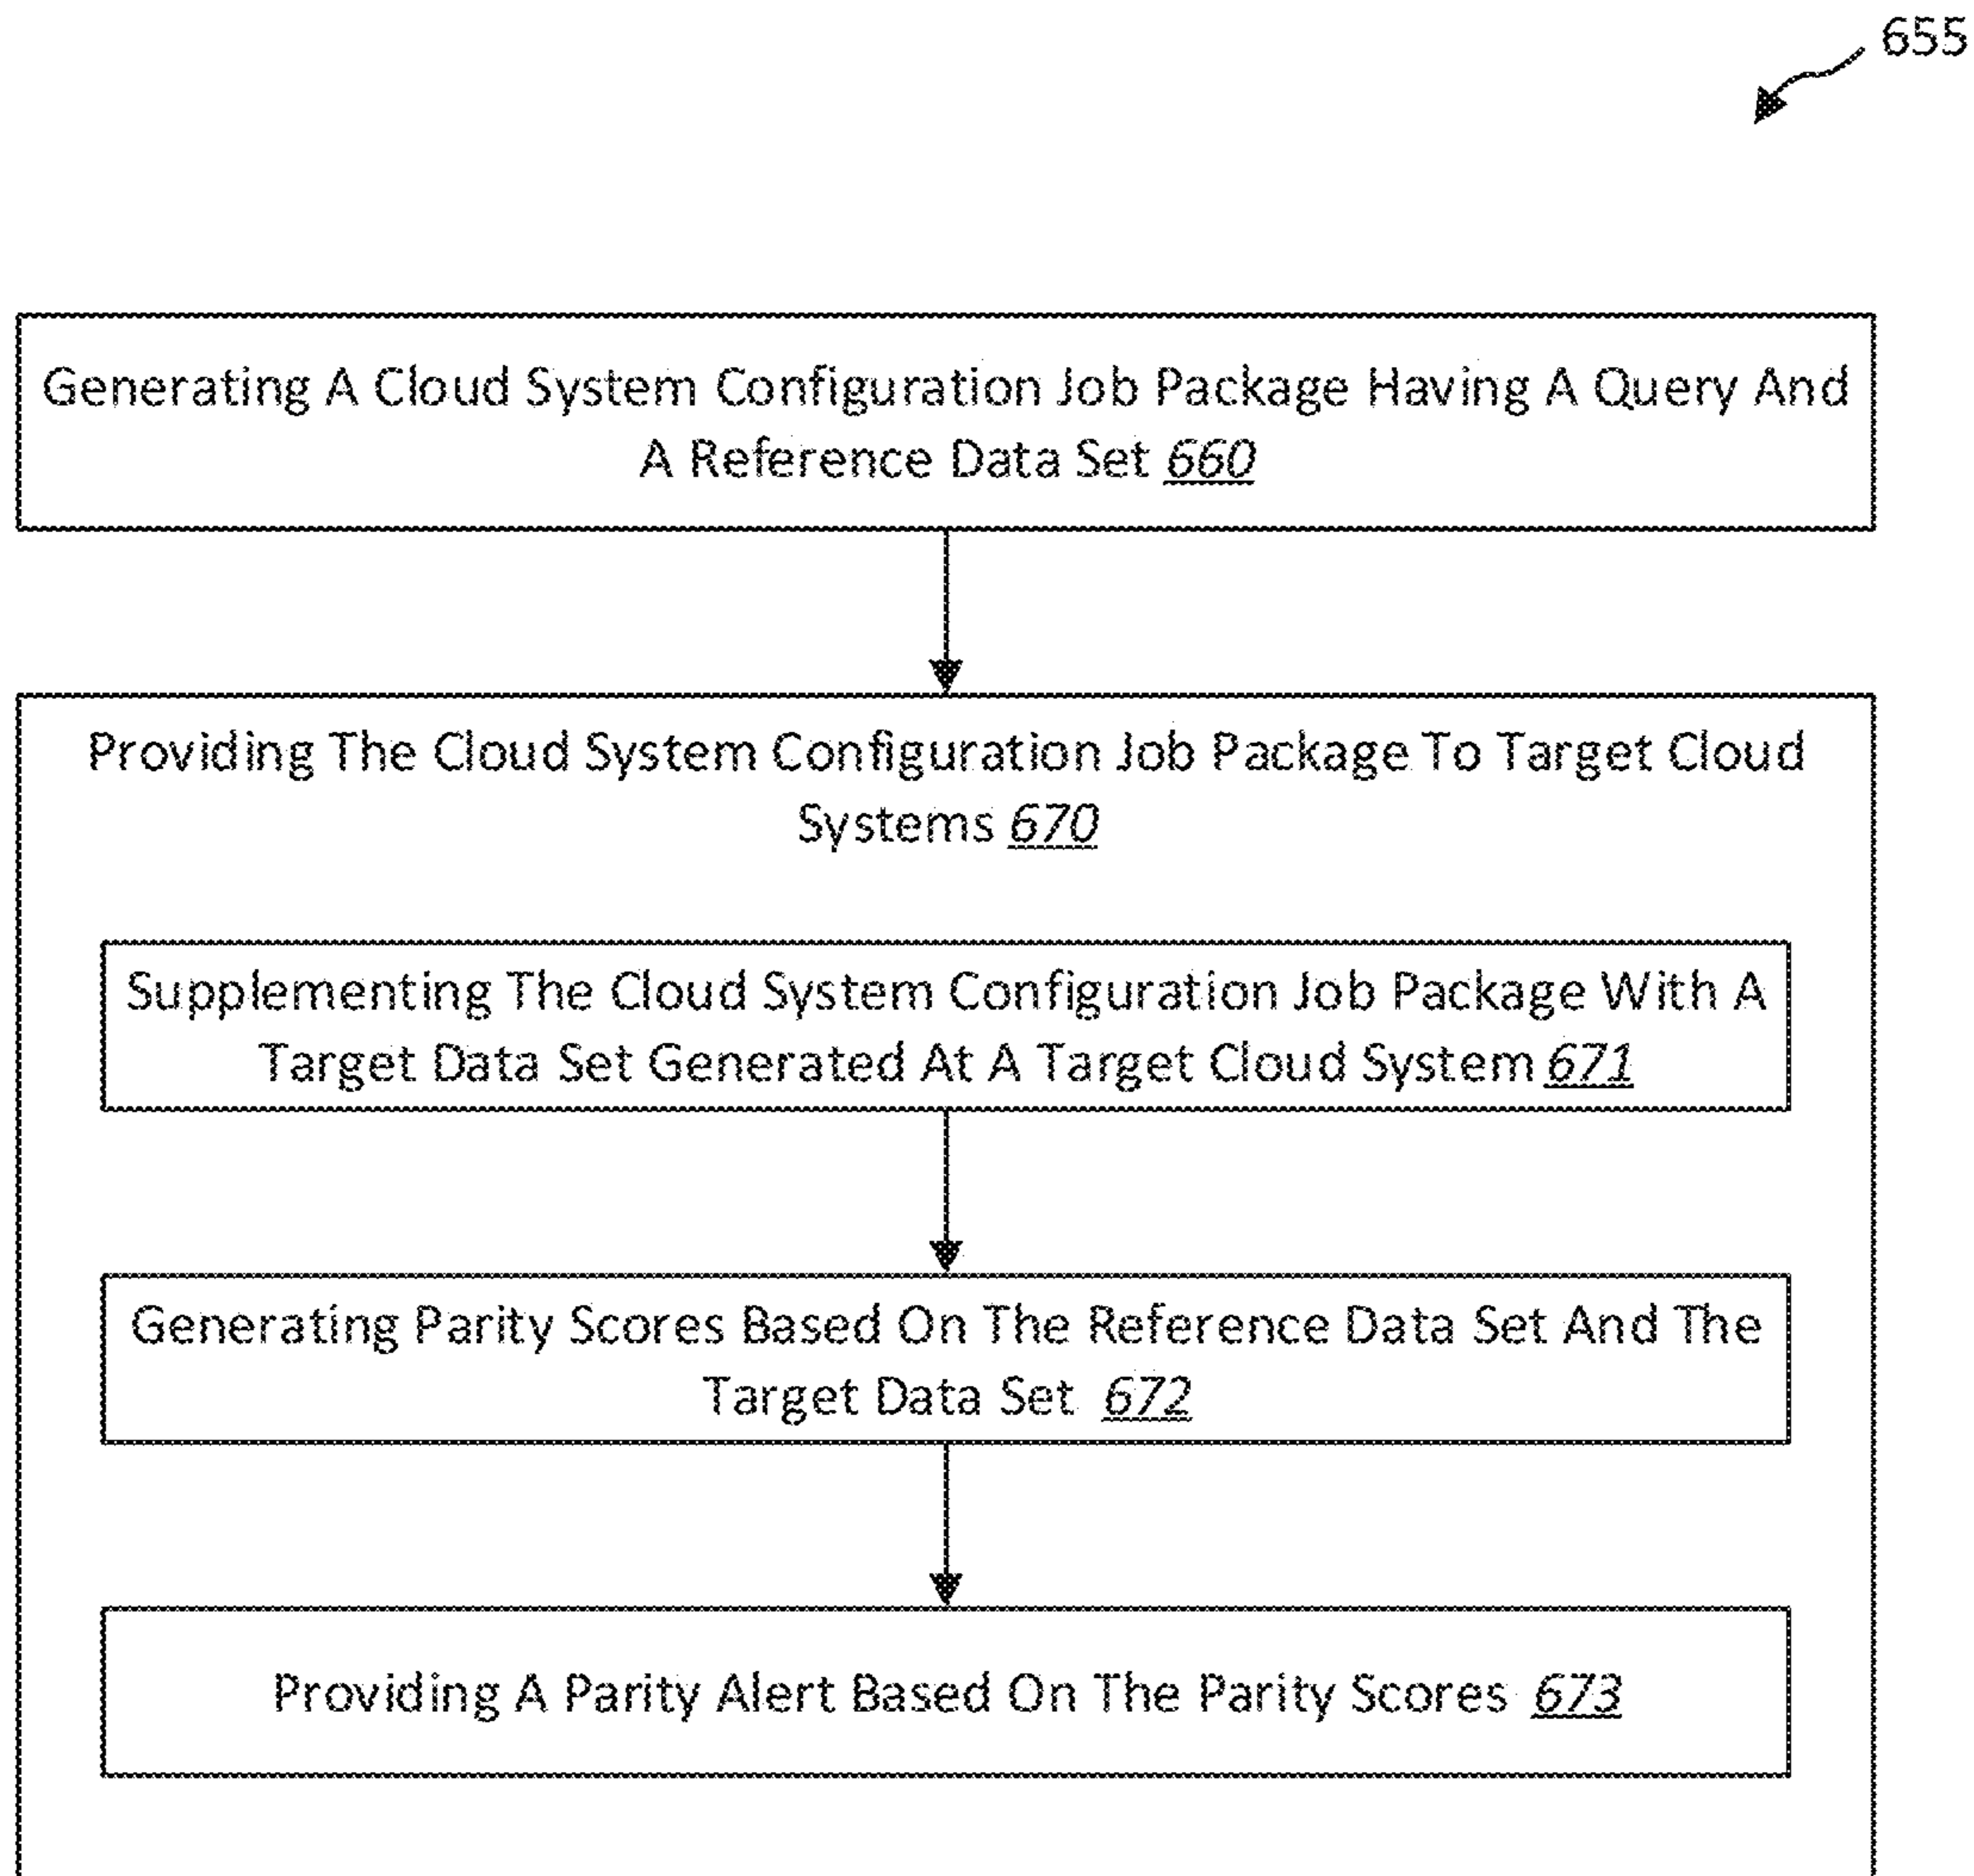 655
Generating A Cloud System Configuration Job Package Having A Query And
A Reference Data Set 660
Providing The Cloud System Configuration Job Package To Target Cloud
Systems 670
Supplementing The Cloud System Configuration Job Package With A
Target Data Set Generated At A Target Cloud System 671
Generating Parity Scores Based On The Reference Data Set And The
Target Data Set 672
Providing A Parity Alert Based On The Parity Scores 673